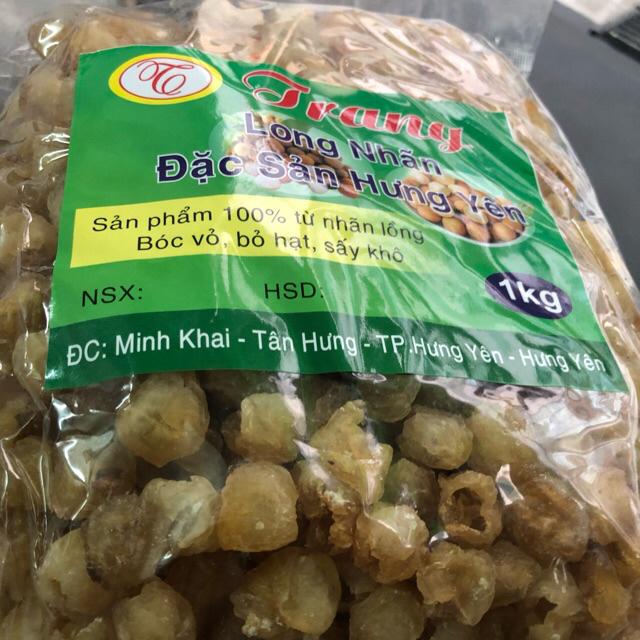 TC
Trang
Long Nhãn
Đặc Sản Hưng Yên
Sản phẩm 100% từ nhãn lồng
Bóc vỏ, bỏ hạt, sấy khô
NSX: HSD:
1kg
ĐC: Minh Khai - Tân Hưng - TP.Hưng Yên - Hưng Yên